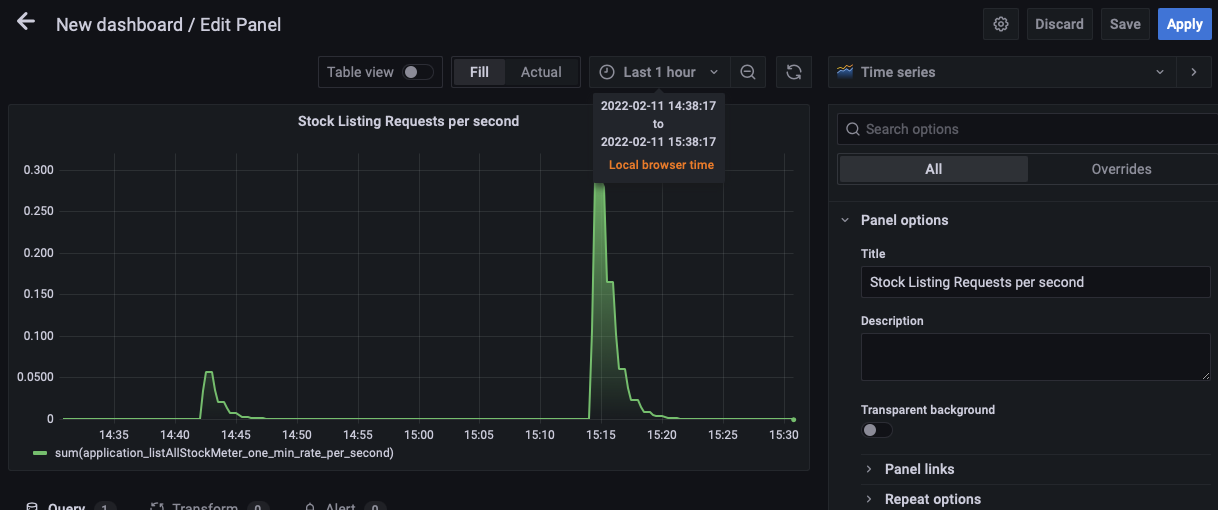 New dashboard / Edit Panel
Discard
Save
Apply
Table view
Fill
Actual
Last 1 hour
Time series
2022-02-11 14:38:17
to
2022-02-11 15:38:17
Local browser time
Stock Listing Requests per second
0.300
0.250
0.200
0.150
0.100
0.0500
0
14:35
14:40
14:45
14:50
14:55
15:00
15:05
15:10
15:15
15:20
15:25
15:30
sum(application_listAllStockMeter_one_min_rate_per_second)
Query 1
Transform 0
Alert 0
Search options
All
Overrides
Panel options
Title
Stock Listing Requests per second
Description
Transparent background
Panel links
Repeat options